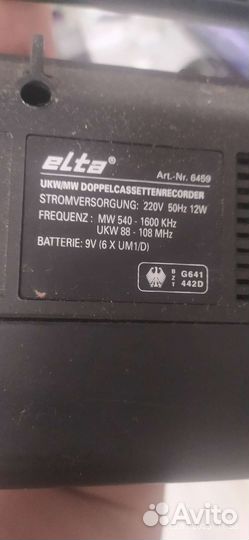 elta®
Art.-Nr. 6459
UKW/MW DOPPELCASSETTENRECORDER
STROMVERSORGUNG: 220V 50Hz 12W
FREQUENZ : MW 540 - 1600 KHz
UKW 88 - 108 MHz
BATTERIE: 9V (6 X UM1/D)
BZT
G641
442D
Avito